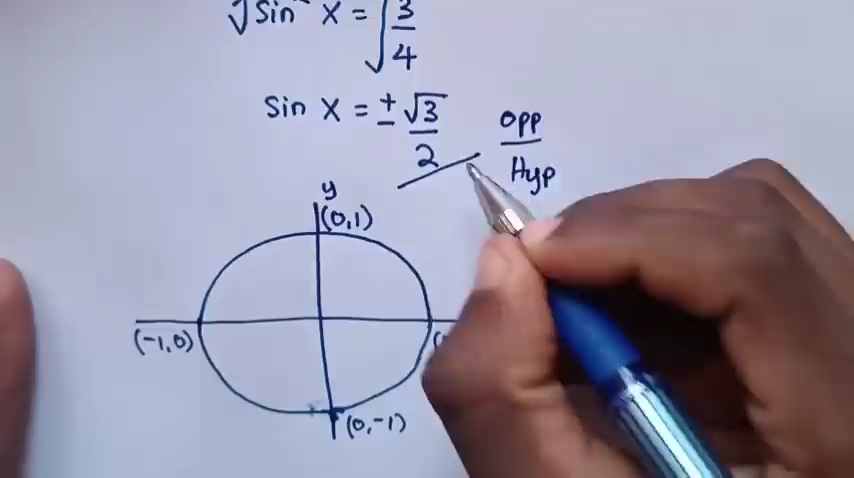 √Sin² x = √3/4
Sin x = ± √3/2
Opp
Hyp
y
(0,1)
(-1,0)
(0,-1)